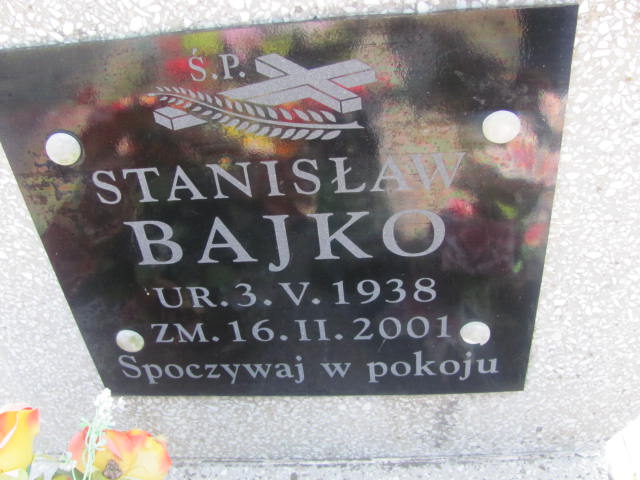 Ś.P.
STANISŁAW
BAJKO
UR.3.V.1938
ZM.16.II.2001
Spoczywaj w pokoju